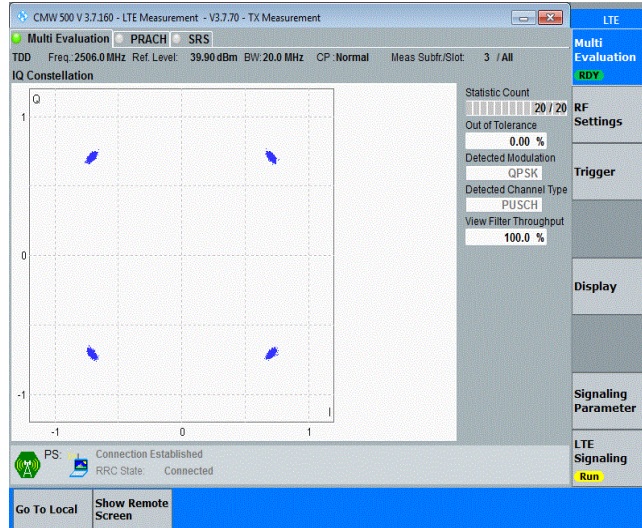 CMW 500 V 3.7.160 - LTE Measurement - V3.7.70 - TX Measurement
LTE
Multi Evaluation PRACH SRS
TDD Freq.:2506.0 MHz Ref. Level: 39.90 dBm BW:20.0 MHz CP :Normal Meas Subfr./Slot: 3 / All
IQ Constellation
Q
1
0
-1
-1 0 1
I
Statistic Count
20 / 20
Out of Tolerance
0.00 %
Detected Modulation
QPSK
Detected Channel Type
PUSCH
View Filter Throughput
100.0 %
Multi
Evaluation
RDY
RF
Settings
Trigger
Display
Signaling
Parameter
LTE
Signaling
Run
PS: Connection Established
RRC State: Connected
Go To Local
Show Remote
Screen